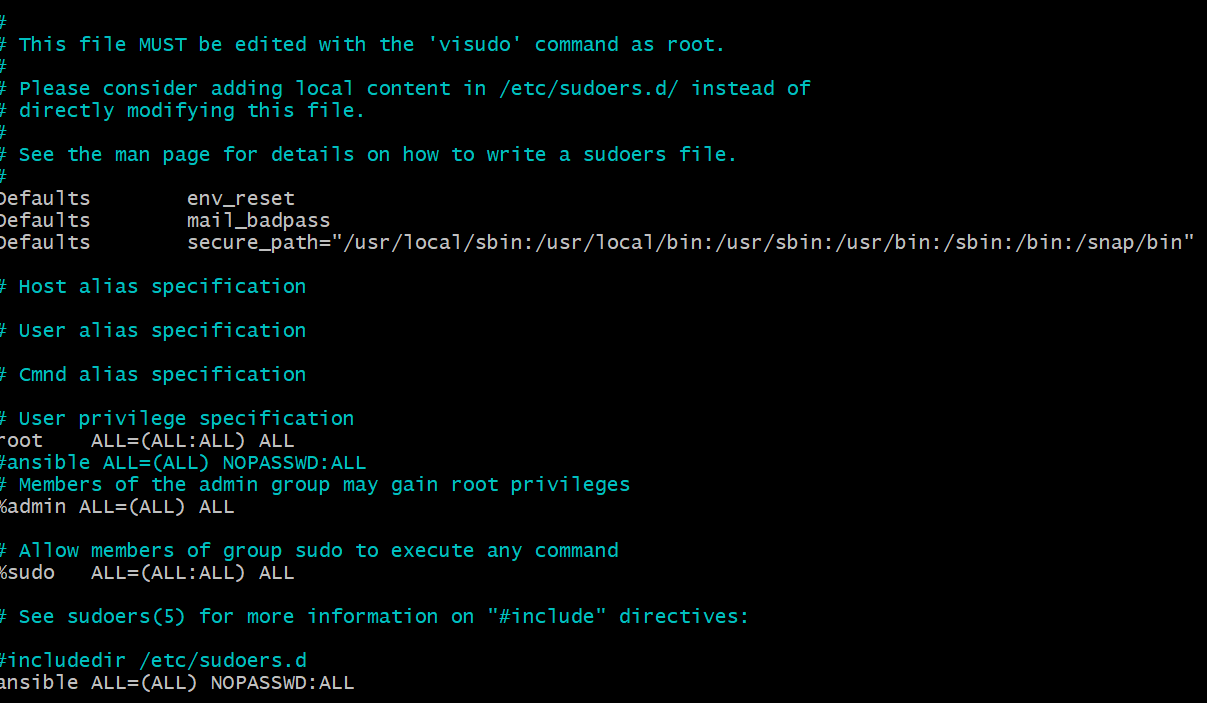 #
# This file MUST be edited with the 'visudo' command as root.
#
# Please consider adding local content in /etc/sudoers.d/ instead of
# directly modifying this file.
#
# See the man page for details on how to write a sudoers file.
#
Defaults        env_reset
Defaults        mail_badpass
Defaults        secure_path="/usr/local/sbin:/usr/local/bin:/usr/sbin:/usr/bin:/sbin:/bin:/snap/bin"

# Host alias specification

# User alias specification

# Cmnd alias specification

# User privilege specification
root    ALL=(ALL:ALL) ALL
#ansible ALL=(ALL) NOPASSWD:ALL
# Members of the admin group may gain root privileges
%admin ALL=(ALL) ALL

# Allow members of group sudo to execute any command
%sudo   ALL=(ALL:ALL) ALL

# See sudoers(5) for more information on "#include" directives:

#includedir /etc/sudoers.d
ansible ALL=(ALL) NOPASSWD:ALL